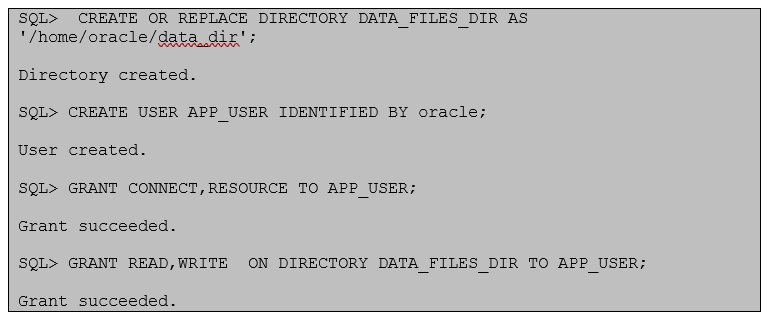 SQL>  CREATE OR REPLACE DIRECTORY DATA_FILES_DIR AS
'/home/oracle/data_dir';
Directory created.
SQL> CREATE USER APP_USER IDENTIFIED BY oracle;
User created.
SQL> GRANT CONNECT,RESOURCE TO APP_USER;
Grant succeeded.
SQL> GRANT READ,WRITE  ON DIRECTORY DATA_FILES_DIR TO APP_USER;
Grant succeeded.